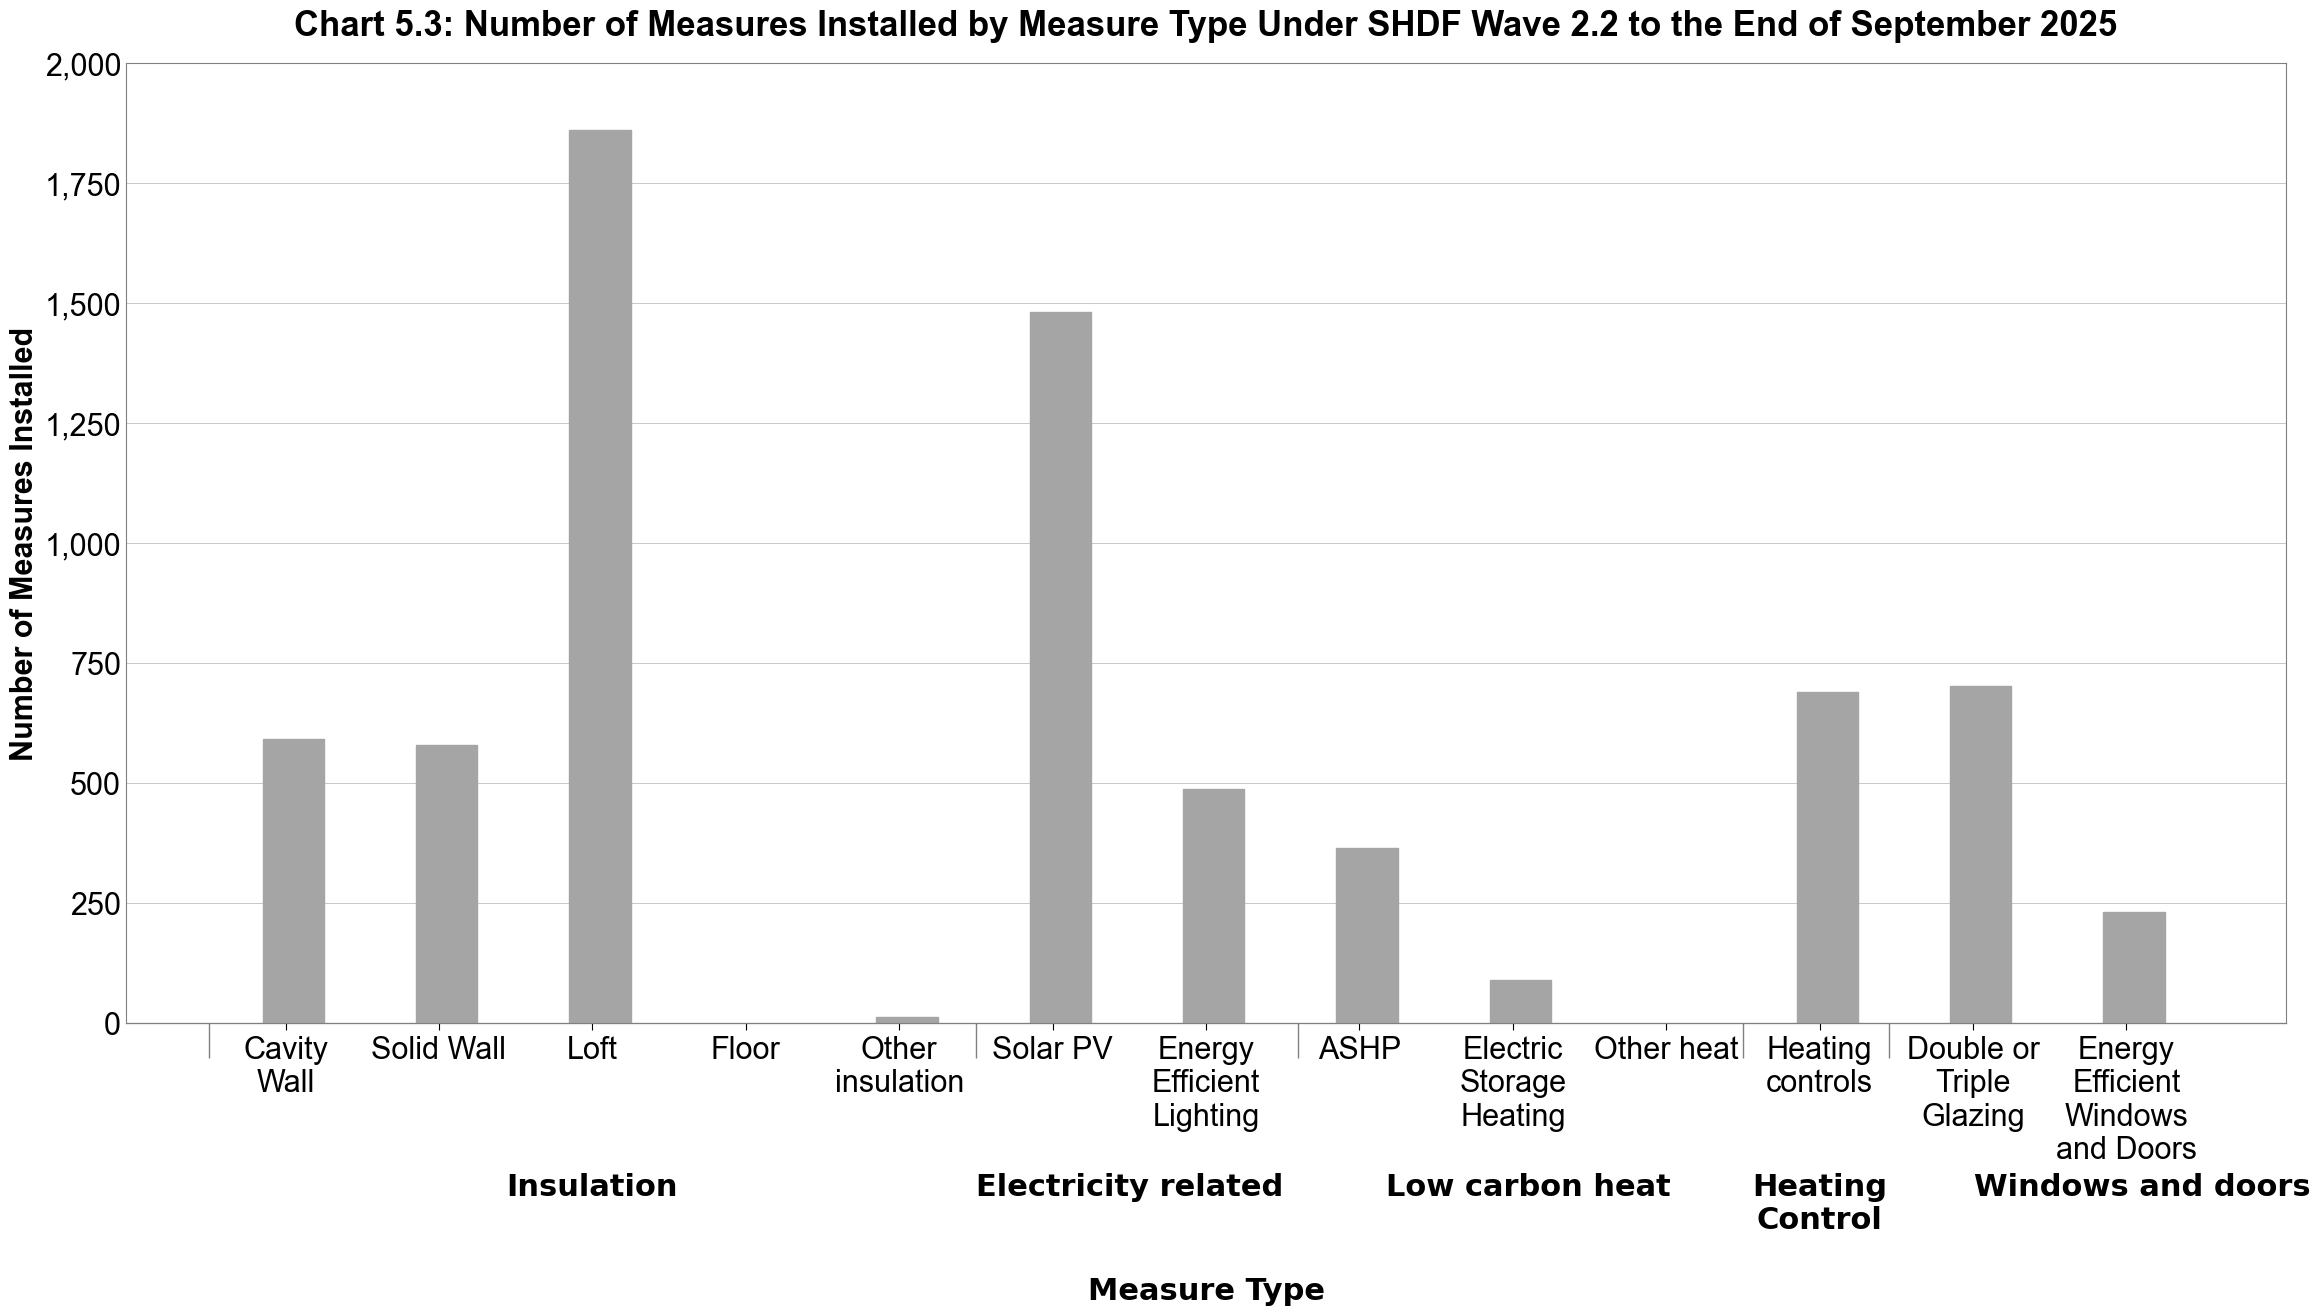 Chart 5.3: Number of Measures Installed by Measure Type Under SHDF Wave 2.2 to the End of September 2025
Number of Measures Installed
2,000
1,750
1,500
1,250
1,000
750
500
250
0
Cavity
Wall
Solid Wall
Loft
Floor
Other
insulation
Solar PV
Energy
Efficient
Lighting
ASHP
Electric
Storage
Heating
Other heat
Heating
controls
Double or
Triple
Glazing
Energy
Efficient
Windows
and Doors
Insulation
Electricity related
Low carbon heat
Heating
Control
Windows and doors
Measure Type